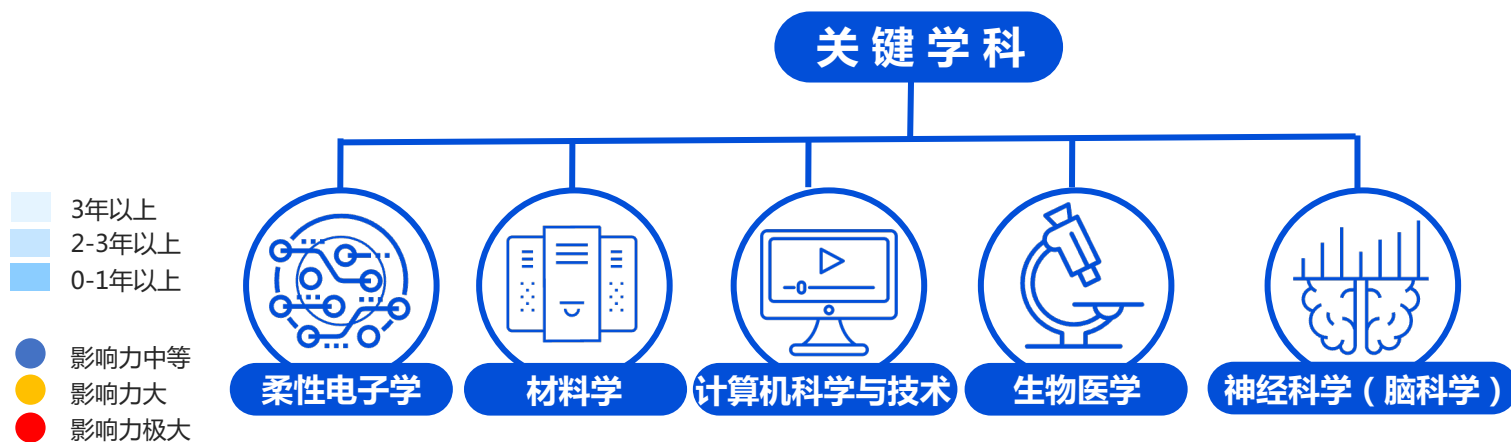 关键学科
3年以上
2-3年以上
0-1年以上
影响力中等
影响力大
影响力极大
柔性电子学
材料学
计算机科学与技术
生物医学
神经科学（脑科学）